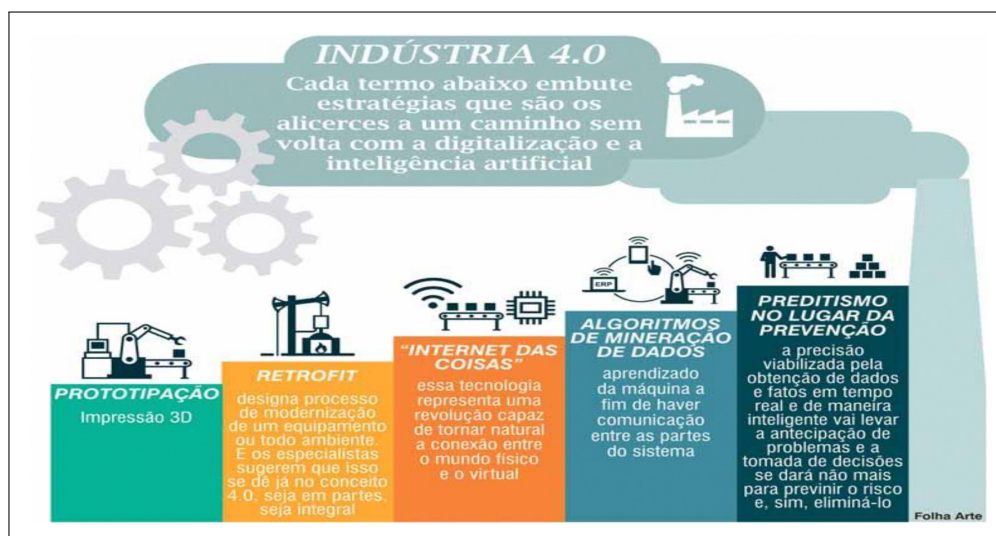 INDÚSTRIA 4.0
Cada termo abaixo embute
estratégias que são os
alicerces a um caminho sem
volta com a digitalização e a
inteligência artificial
PROTOTIPAÇÃO
Impressão 3D
RETROFIT
designa processo
de modernização
de um equipamento
ou todo ambiente.
E os especialistas
sugerem que isso
se dê já no conceito
4.0, seja em partes,
seja integral
"INTERNET DAS
COISAS"
essa tecnologia
representa uma
revolução capaz
de tornar natural
a conexão entre
o mundo físico
e o virtual
ERP
ALGORITMOS
DE MINERAÇÃO
DE DADOS
aprendizado
da máquina a
fim de haver
comunicação
entre as partes
do sistema
PREDITISMO
NO LUGAR DA
PREVENÇÃO
a precisão
viabilizada pela
obtenção de dados
e fatos em tempo
real e de maneira
inteligente vai levar
a antecipação de
problemas e a
tomada de decisões
se dará não mais
para previnir o risco
e, sim, eliminá-lo
Folha Arte